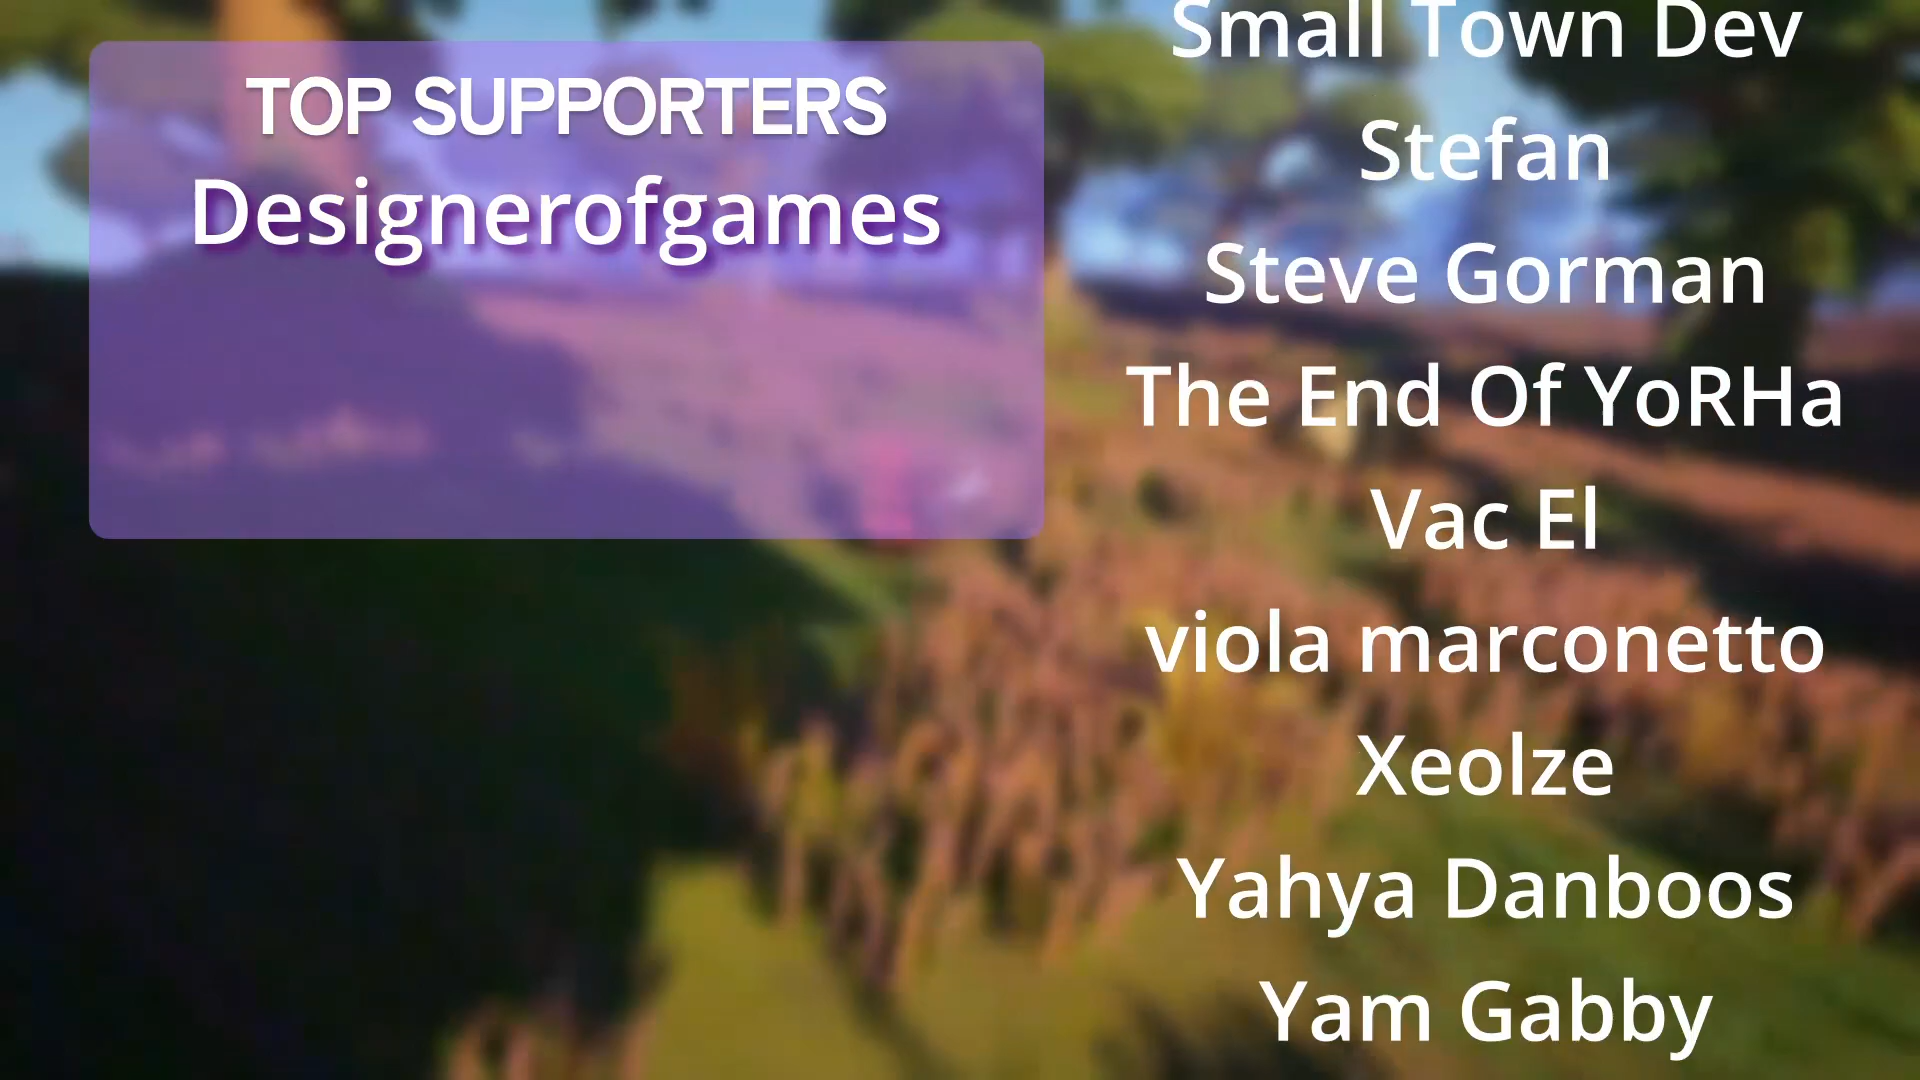 TOP SUPPORTERS
Designerofgames
Small Town Dev
Stefan
Steve Gorman
The End Of YoRHa
Vac El
viola marconetto
Xeolze
Yahya Danboos
Yam Gabby